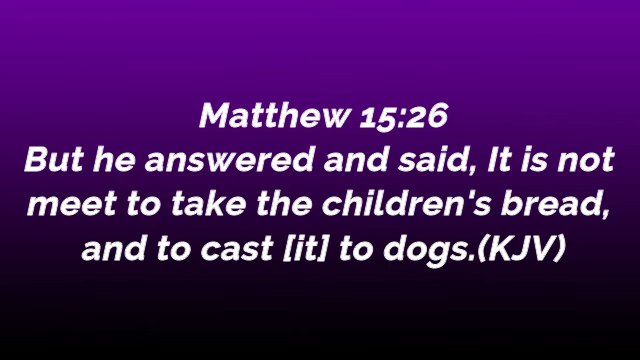 Matthew 15:26
But he answered and said, It is not
meet to take the children's bread,
and to cast [it] to dogs.(KJV)